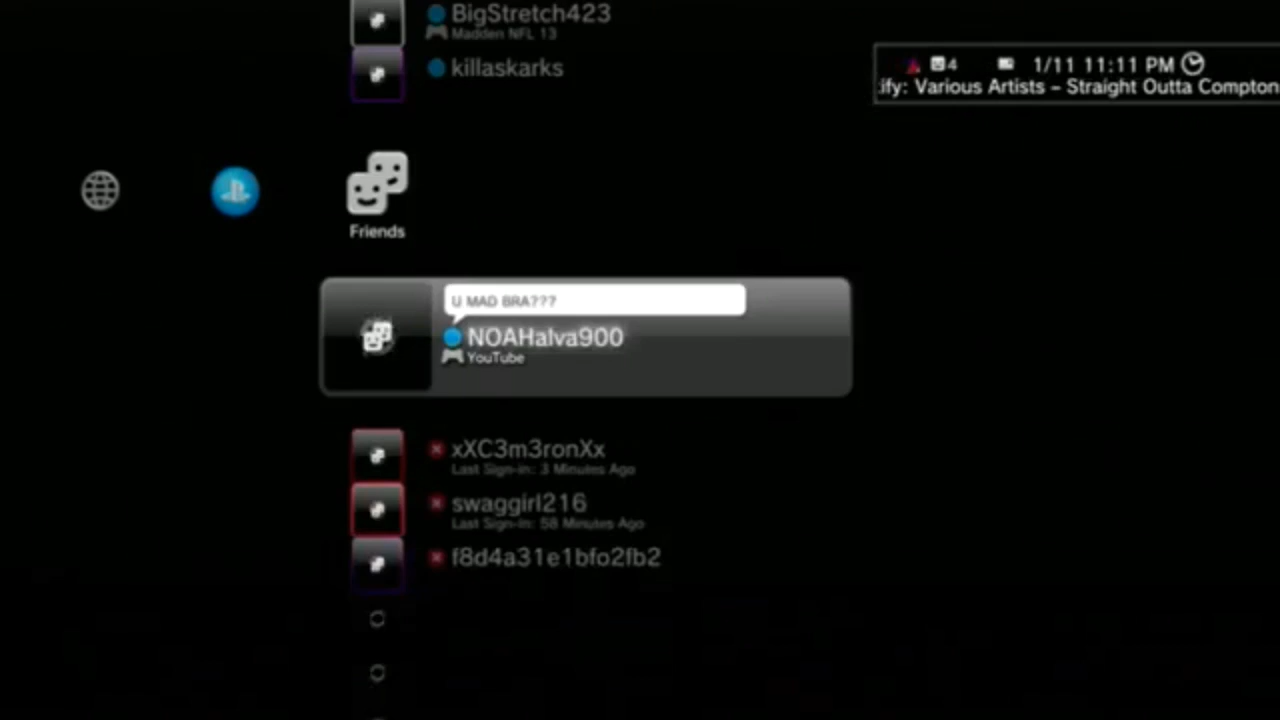 BigStretch423
Madden NFL 13
killaskarks
4 1/11 11:11 PM
ify: Various Artists – Straight Outta Compton
Friends
U MAD BRA???
NOAHalva900
YouTube
xXC3m3ronXx
Last Sign-in: 3 Minutes Ago
swaggirl216
Last Sign-in: 58 Minutes Ago
f8d4a31e1bfo2fb2